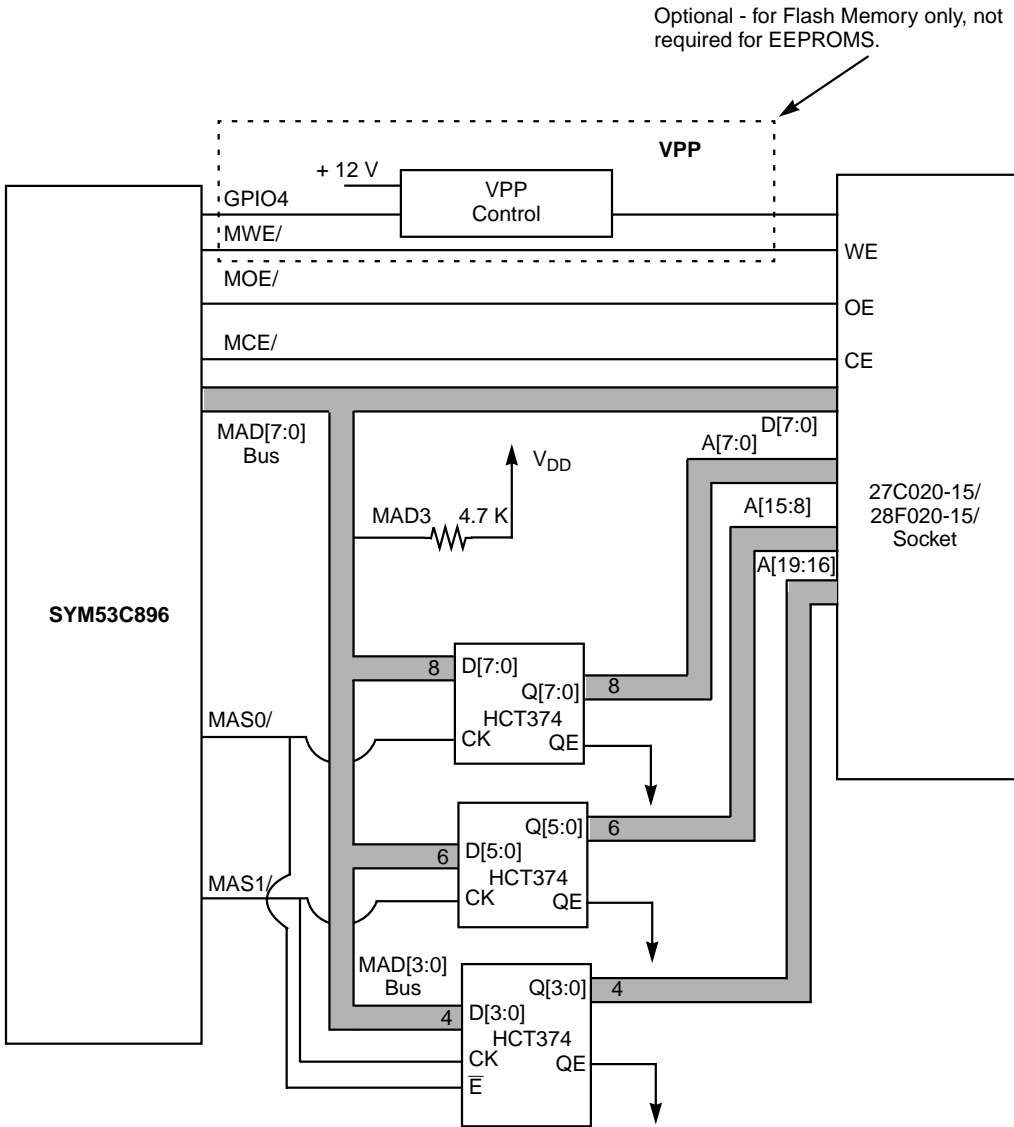 Optional - for Flash Memory only, not
required for EEPROMS.
VPP
+ 12 V
VPP
Control
GPIO4
MWE/
WE
MOE/
OE
MCE/
CE
MAD[7:0]
Bus
D[7:0]
A[7:0]
VDD
MAD3
4.7 K
A[15:8]
27C020-15/
28F020-15/
Socket
A[19:16]
SYM53C896
8
D[7:0]
Q[7:0]
8
HCT374
CK
QE
MAS0/
Q[5:0]
6
6
D[5:0]
HCT374
CK
QE
MAS1/
MAD[3:0]
Bus
Q[3:0]
4
4
D[3:0]
HCT374
CK
QE
E̅